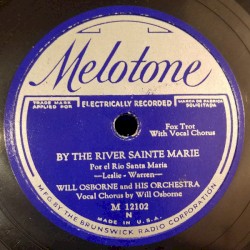 Melotone
TRADE MARK
APPLIED FOR
ELECTRICALLY RECORDED
MARCA DE FABRICA
SOLICITADA
Fox Trot
With Vocal Chorus
BY THE RIVER SAINTE MARIE
Por el Rio Santa Maria
—Leslie - Warren—
WILL OSBORNE AND HIS ORCHESTRA
Vocal Chorus by Will Osborne
M 12102
N
MADE IN U.S.A.
MFG. BY THE BRUNSWICK RADIO CORPORATION